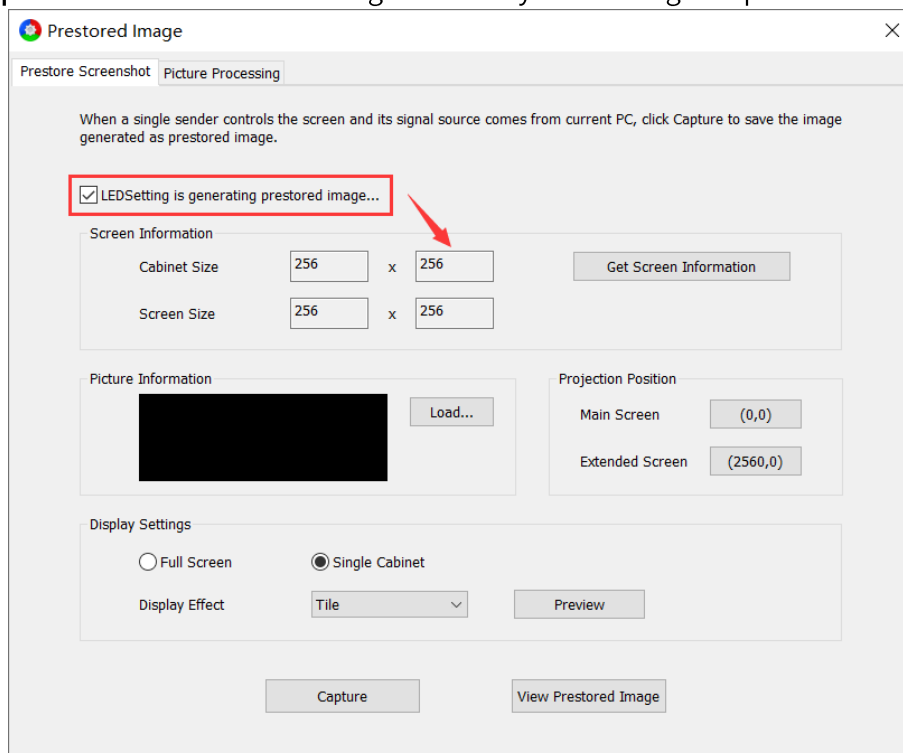 Prestored Image
Prestore Screenshot Picture Processing
When a single sender controls the screen and its signal source comes from current PC, click Capture to save the image
generated as prestored image.
LEDSetting is generating prestored image...
Screen Information
Cabinet Size 256 x 256 Get Screen Information
Screen Size 256 x 256
Picture Information
Load...
Projection Position
Main Screen (0,0)
Extended Screen (2560,0)
Display Settings
Full Screen Single Cabinet
Display Effect Tile Preview
Capture View Prestored Image